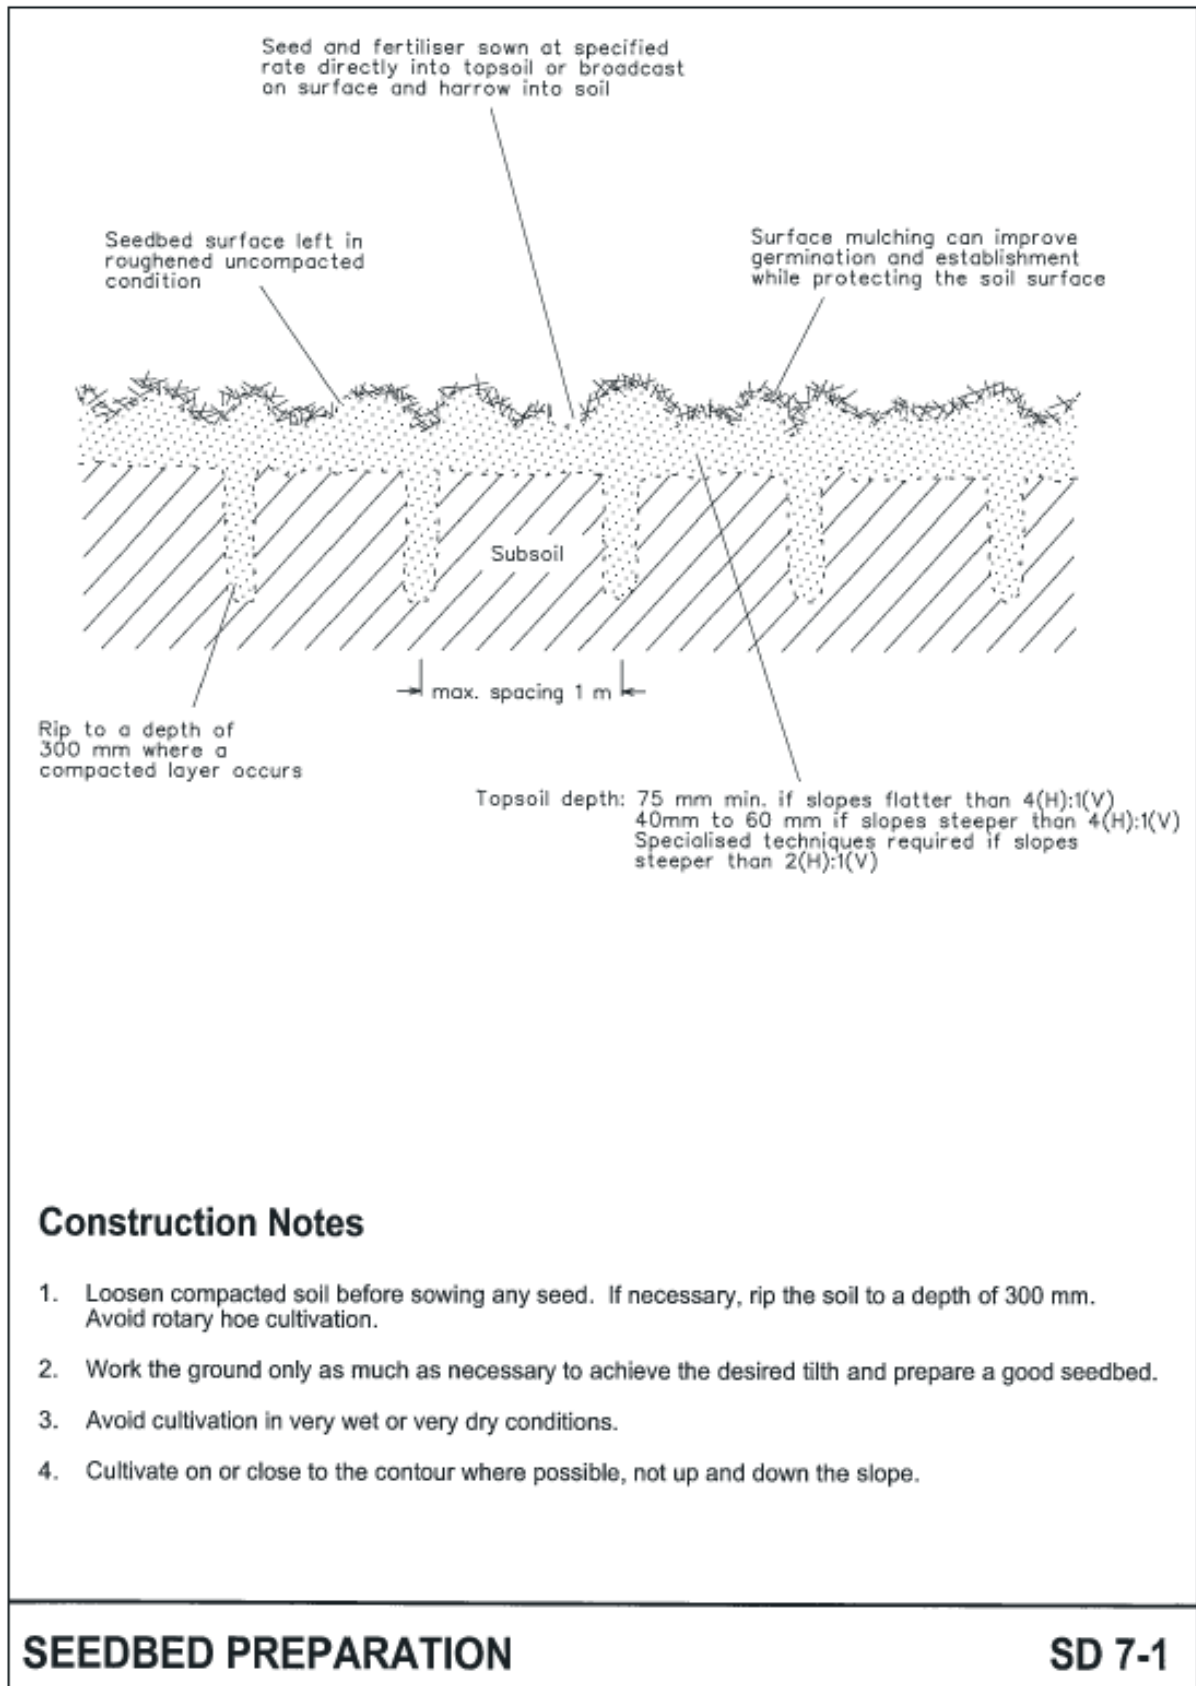 Seed and fertiliser sown at specified
rate directly into topsoil or broadcast
on surface and harrow into soil
Seedbed surface left in
roughened uncompacted
condition
Surface mulching can improve
germination and establishment
while protecting the soil surface
Subsoil
max. spacing 1 m
Rip to a depth of
300 mm where a
compacted layer occurs
Topsoil depth: 75 mm min. if slopes flatter than 4(H):1(V)
40mm to 60 mm if slopes steeper than 4(H):1(V)
Specialised techniques required if slopes
steeper than 2(H):1(V)
Construction Notes
1. Loosen compacted soil before sowing any seed. If necessary, rip the soil to a depth of 300 mm.
Avoid rotary hoe cultivation.
2. Work the ground only as much as necessary to achieve the desired tilth and prepare a good seedbed.
3. Avoid cultivation in very wet or very dry conditions.
4. Cultivate on or close to the contour where possible, not up and down the slope.
SEEDBED PREPARATION SD 7-1